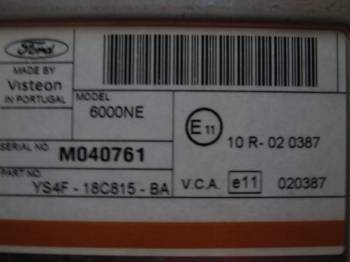 Ford
MADE BY
Visteon
IN PORTUGAL
MODEL
6000NE
SERIAL NO.
M040761
PART NO.
YS4F - 18C815 - BA
E 11
10 R - 02 0387
V.C.A. e11 020387